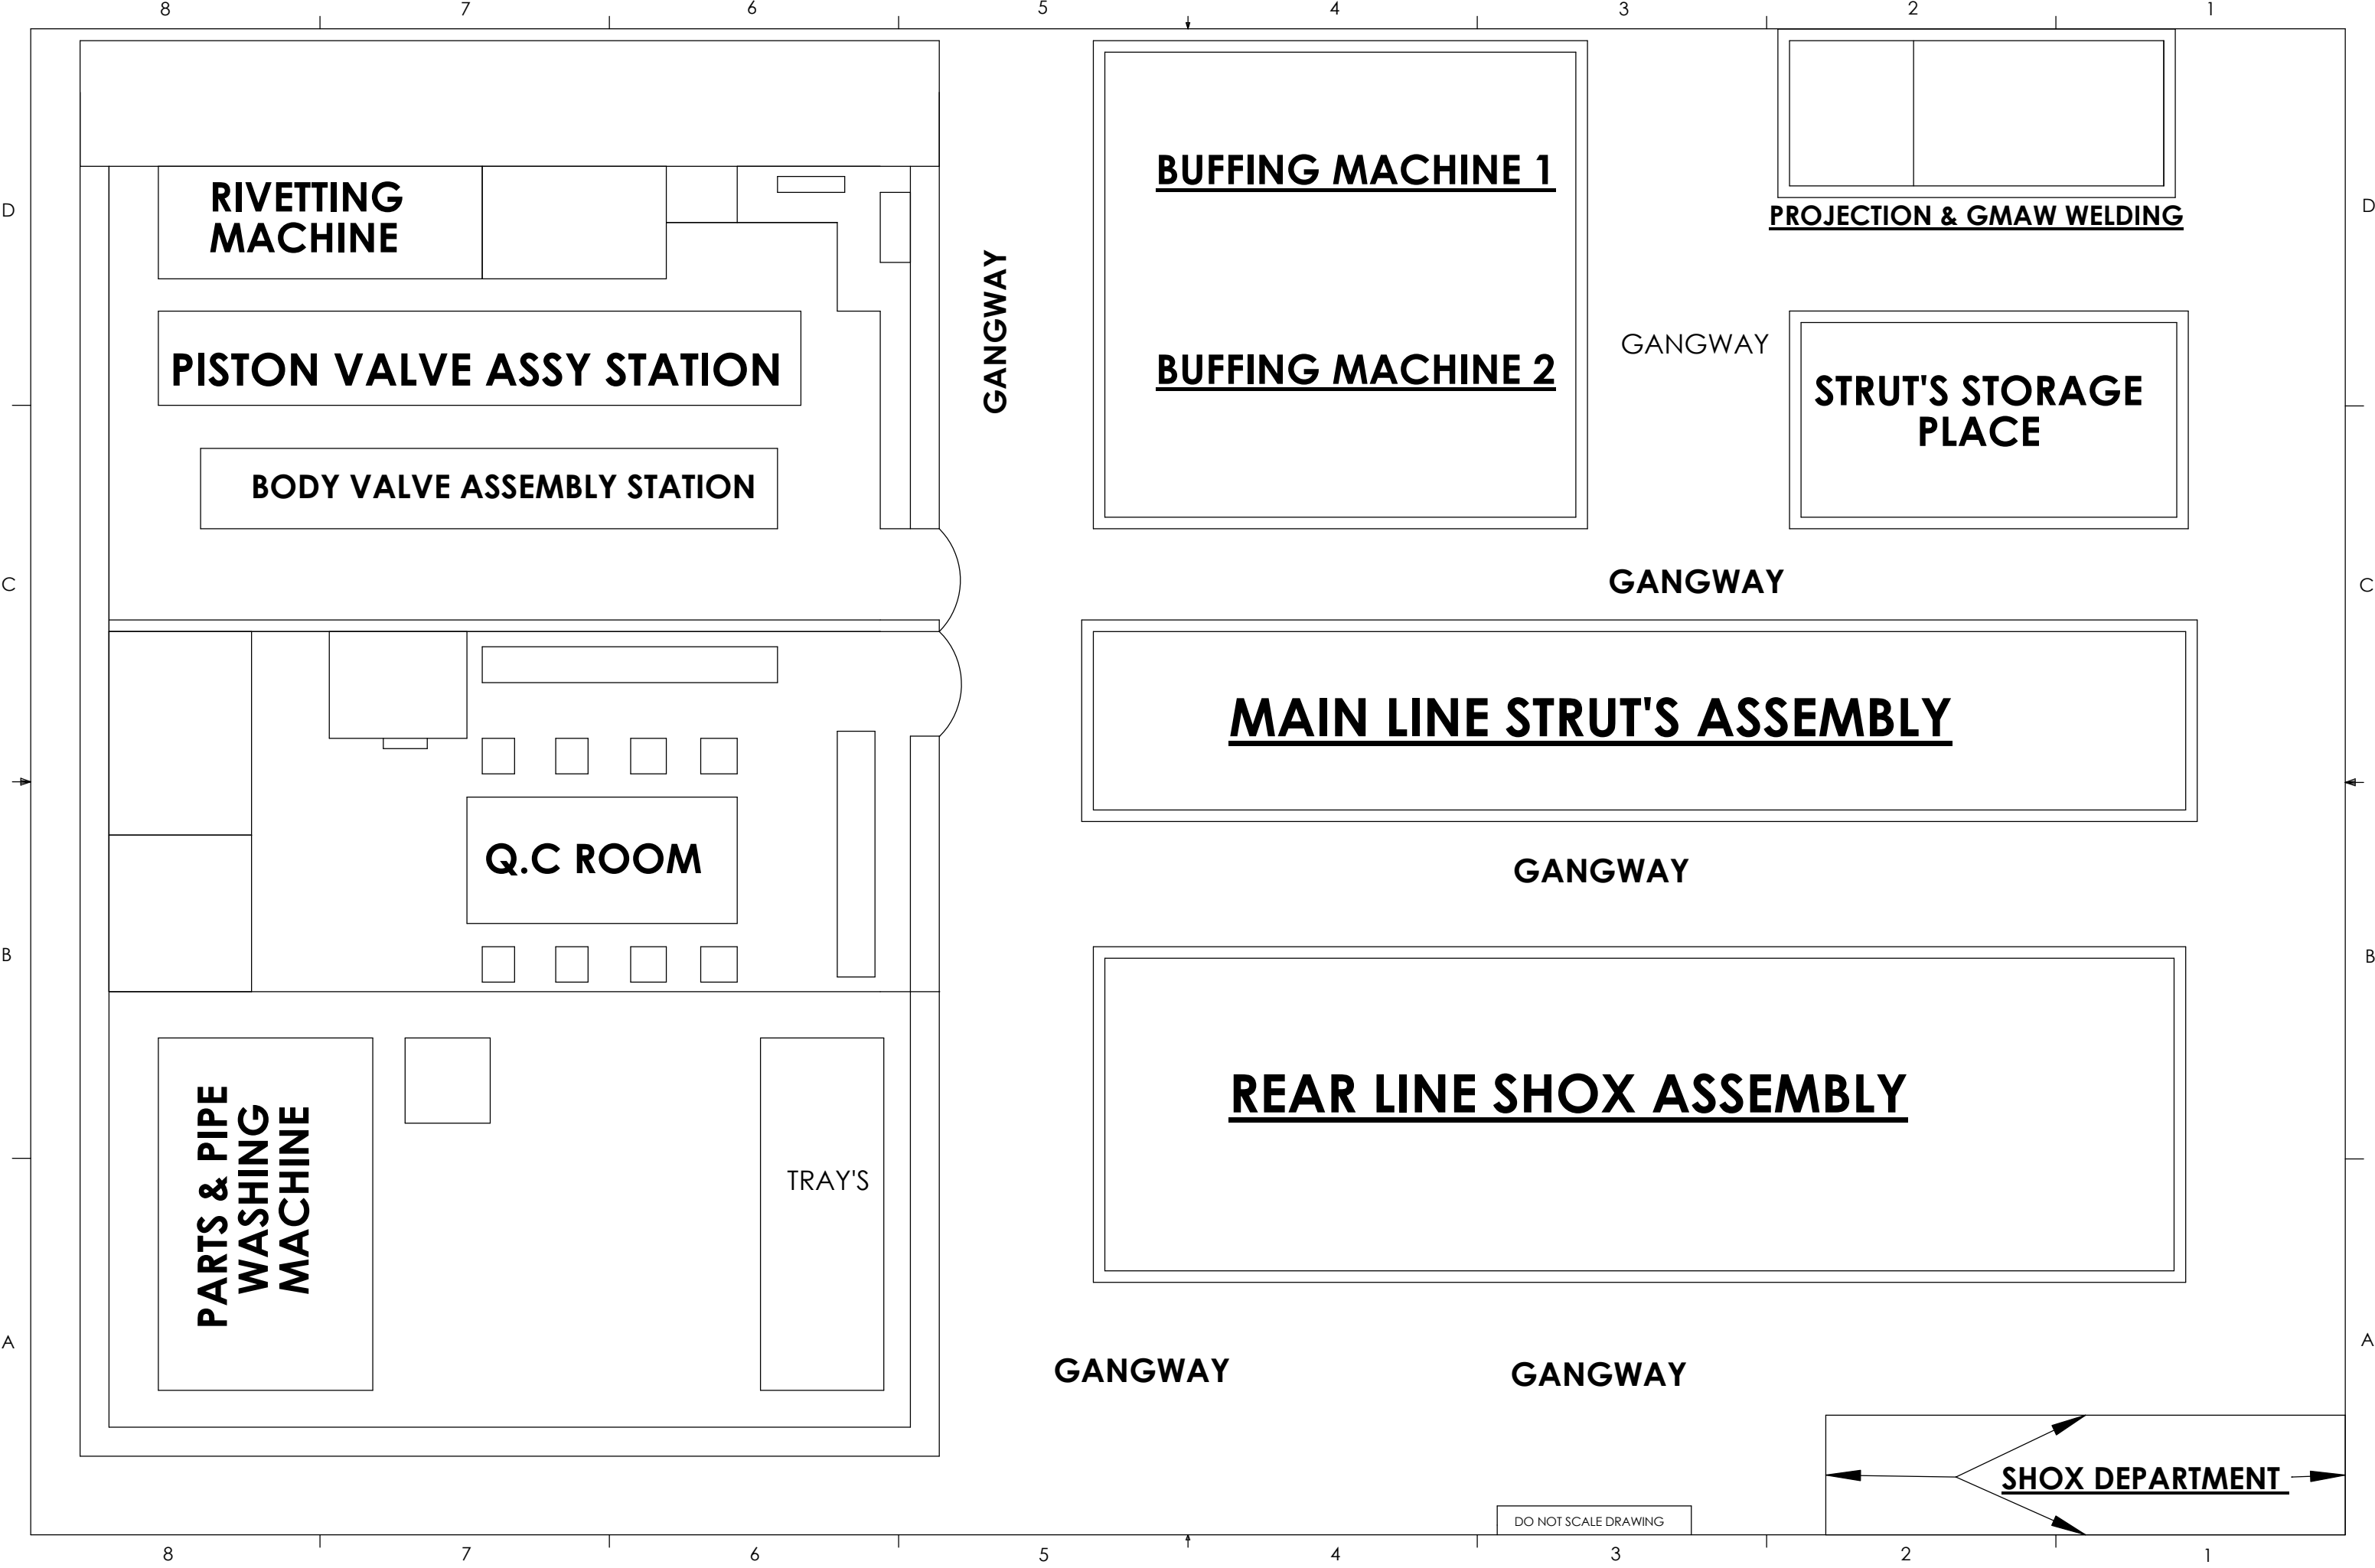 8 7 6 5 4 3 2 1
D
RIVETTING
MACHINE
PISTON VALVE ASSY STATION
BODY VALVE ASSEMBLY STATION
GANGWAY
BUFFING MACHINE 1
BUFFING MACHINE 2
PROJECTION & GMAW WELDING
D
GANGWAY
STRUT'S STORAGE
PLACE
C
GANGWAY
C
MAIN LINE STRUT'S ASSEMBLY
Q.C ROOM
GANGWAY
B
B
REAR LINE SHOX ASSEMBLY
PARTS & PIPE
WASHING
MACHINE
TRAY'S
A
GANGWAY
GANGWAY
A
SHOX DEPARTMENT
DO NOT SCALE DRAWING
8 7 6 5 4 3 2 1